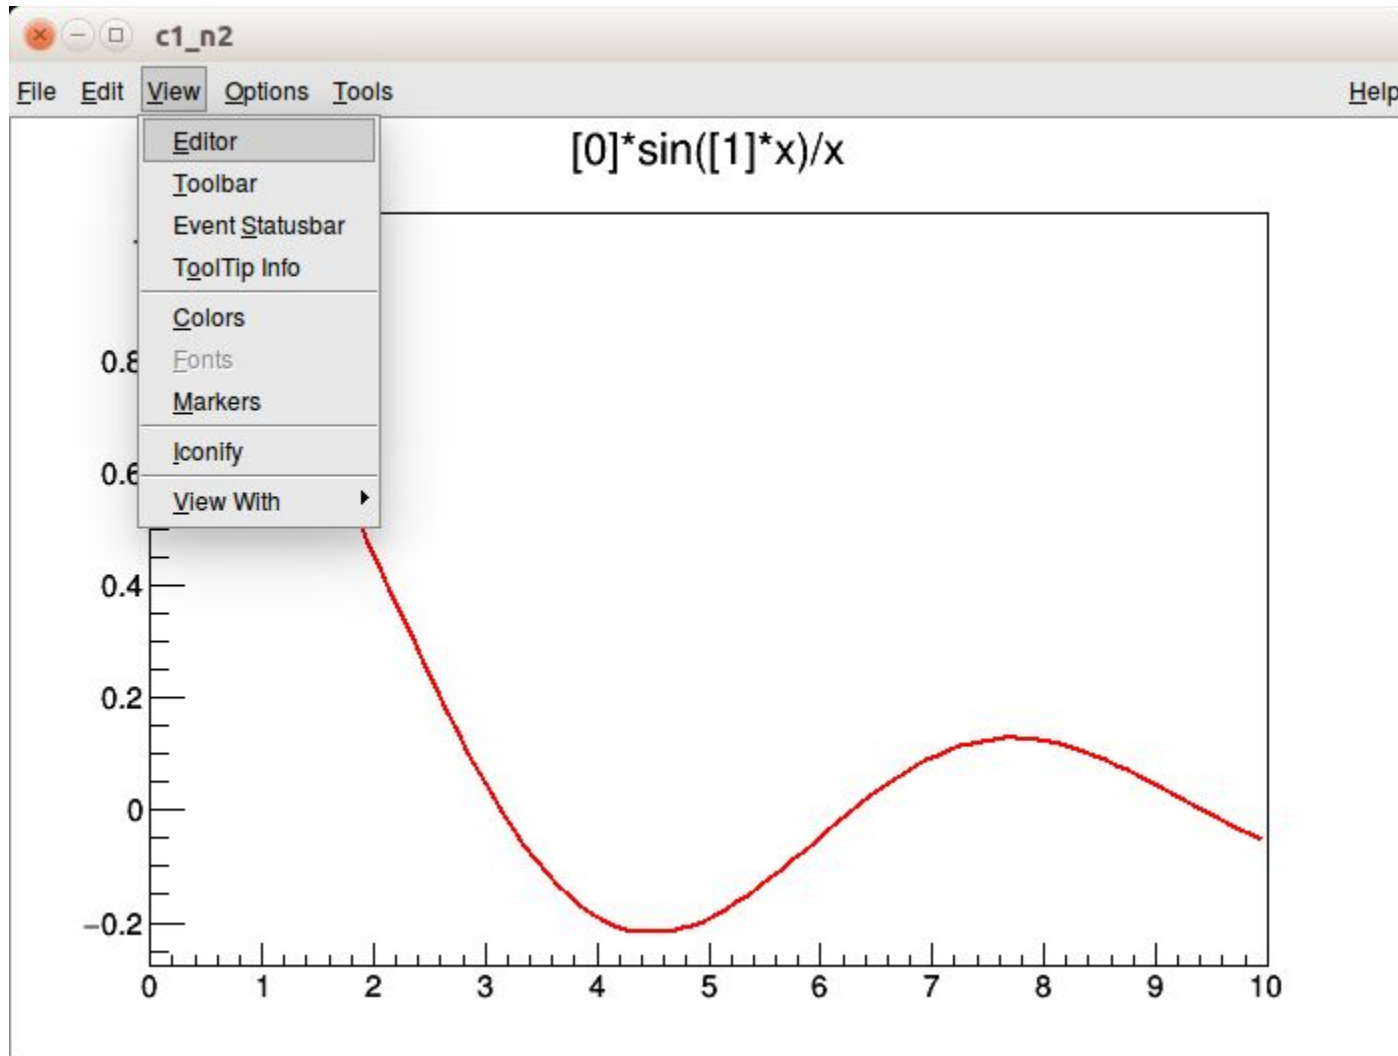 c1_n2
File Edit View Options Tools Help
Editor
Toolbar
Event Statusbar
ToolTip Info
Colors
Fonts
Markers
Iconify
View With
[0]*sin([1]*x)/x
0.8
0.6
0.4
0.2
0
−0.2
0 1 2 3 4 5 6 7 8 9 10